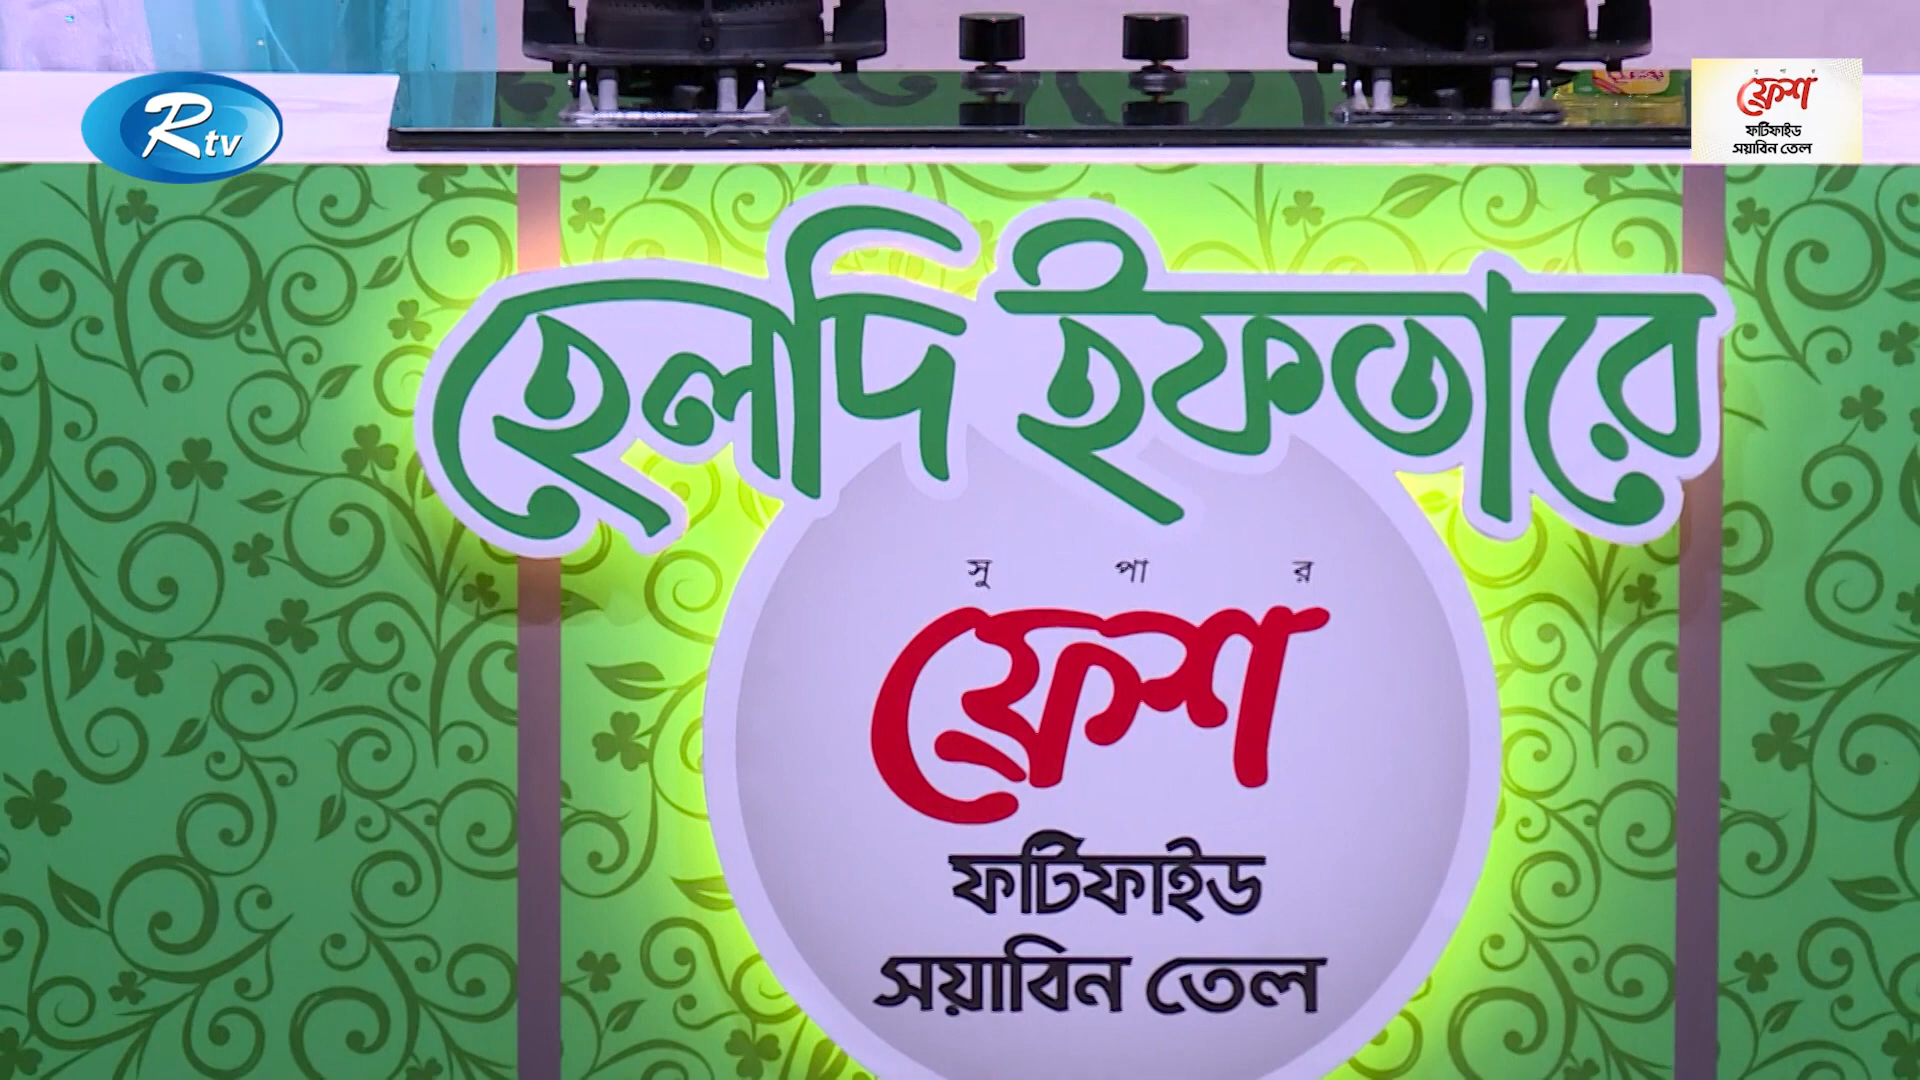 Rtv
সুপার
ফ্রেশ
ফর্টিফাইড
সয়াবিন তেল
হেলদি ইফতারে
সুপার
ফ্রেশ
ফর্টিফাইড
সয়াবিন তেল